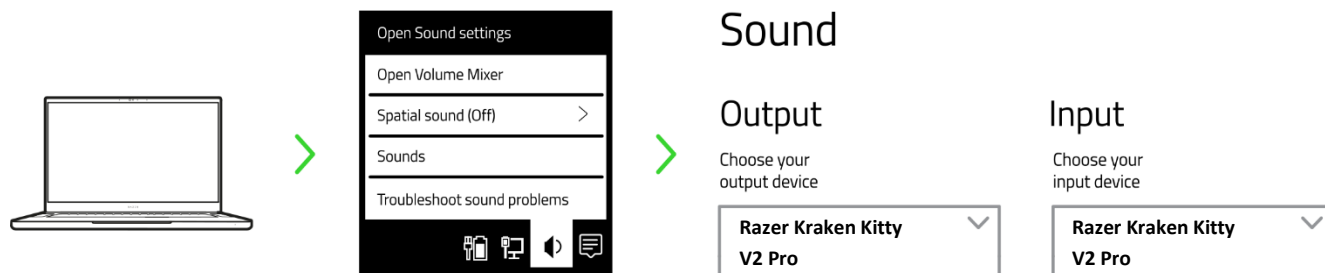 Open Sound settings
Open Volume Mixer
Spatial sound (Off)
Sounds
Troubleshoot sound problems
Sound
Output
Choose your
output device
Razer Kraken Kitty
V2 Pro
Input
Choose your
input device
Razer Kraken Kitty
V2 Pro